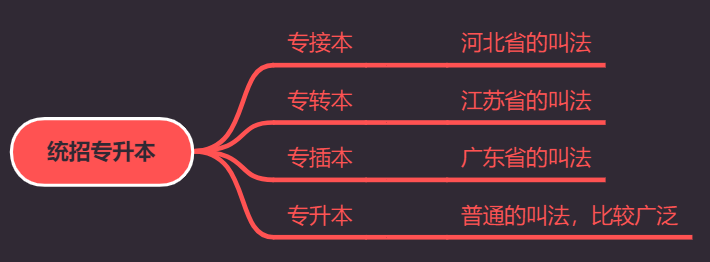 统招专升本
专接本 河北省的叫法
专转本 江苏省的叫法
专插本 广东省的叫法
专升本 普通的叫法，比较广泛